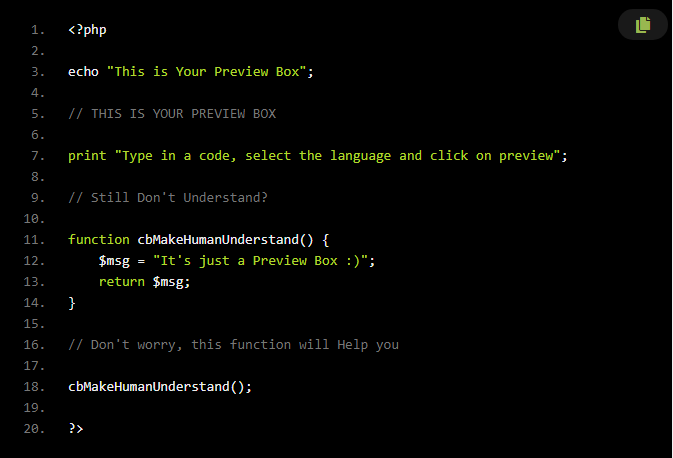 1. <?php
2.
3. echo "This is Your Preview Box";
4.
5. // THIS IS YOUR PREVIEW BOX
6.
7. print "Type in a code, select the language and click on preview";
8.
9. // Still Don't Understand?
10.
11. function cbMakeHumanUnderstand() {
12.     $msg = "It's just a Preview Box :)";
13.     return $msg;
14. }
15.
16. // Don't worry, this function will Help you
17.
18. cbMakeHumanUnderstand();
19.
20. ?>